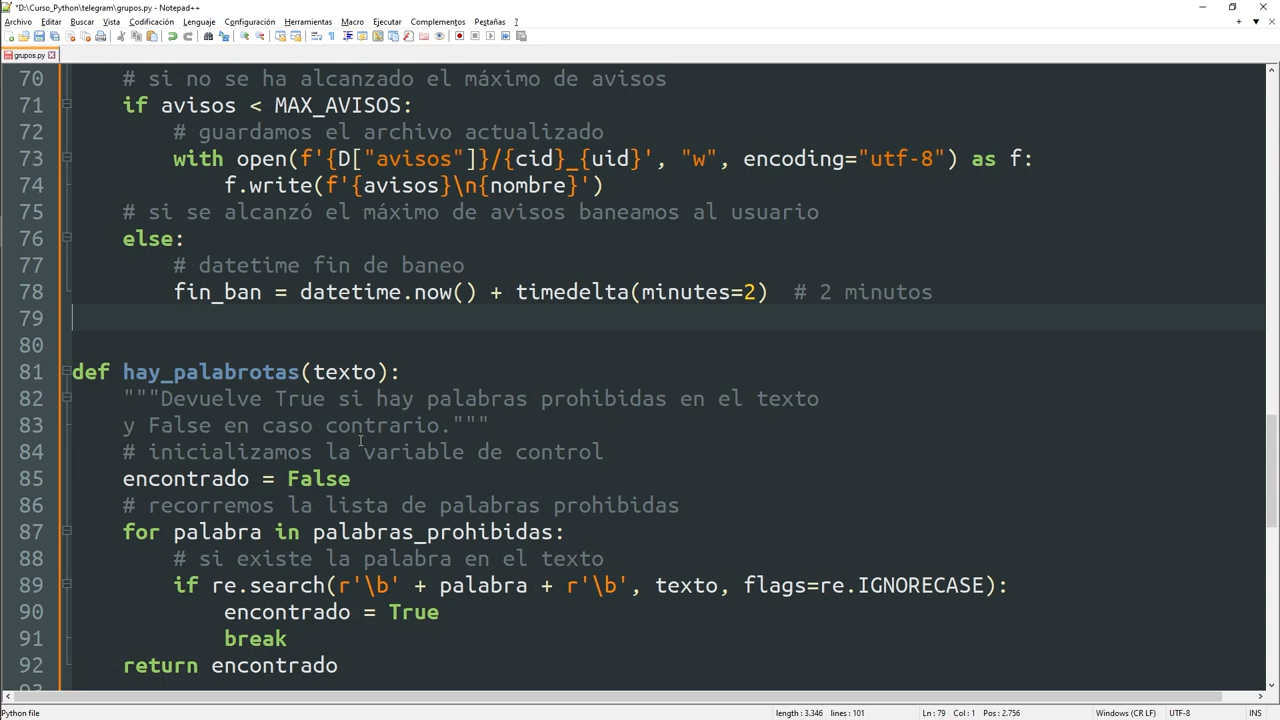 *D:\Curso_Python\telegram\grupos.py - Notepad++
Archivo Editar Buscar Vista Codificación Lenguaje Configuración Herramientas Macro Ejecutar Complementos Pestañas ?
grupos.py
70 # si no se ha alcanzado el máximo de avisos
71 if avisos < MAX_AVISOS:
72 # guardamos el archivo actualizado
73 with open(f'{D["avisos"]}/{cid}_{uid}', "w", encoding="utf-8") as f:
74 f.write(f'{avisos}\n{nombre}')
75 # si se alcanzó el máximo de avisos baneamos al usuario
76 else:
77 # datetime fin de baneo
78 fin_ban = datetime.now() + timedelta(minutes=2) # 2 minutos
79
80
81 def hay_palabrotas(texto):
82 """Devuelve True si hay palabras prohibidas en el texto
83 y False en caso contrario."""
84 # inicializamos la variable de control
85 encontrado = False
86 # recorremos la lista de palabras prohibidas
87 for palabra in palabras_prohibidas:
88 # si existe la palabra en el texto
89 if re.search(r'\b' + palabra + r'\b', texto, flags=re.IGNORECASE):
90 encontrado = True
91 break
92 return encontrado
93
Python file length : 3.346 lines : 101 Ln : 79 Col : 1 Pos : 2.756 Windows (CR LF) UTF-8 INS